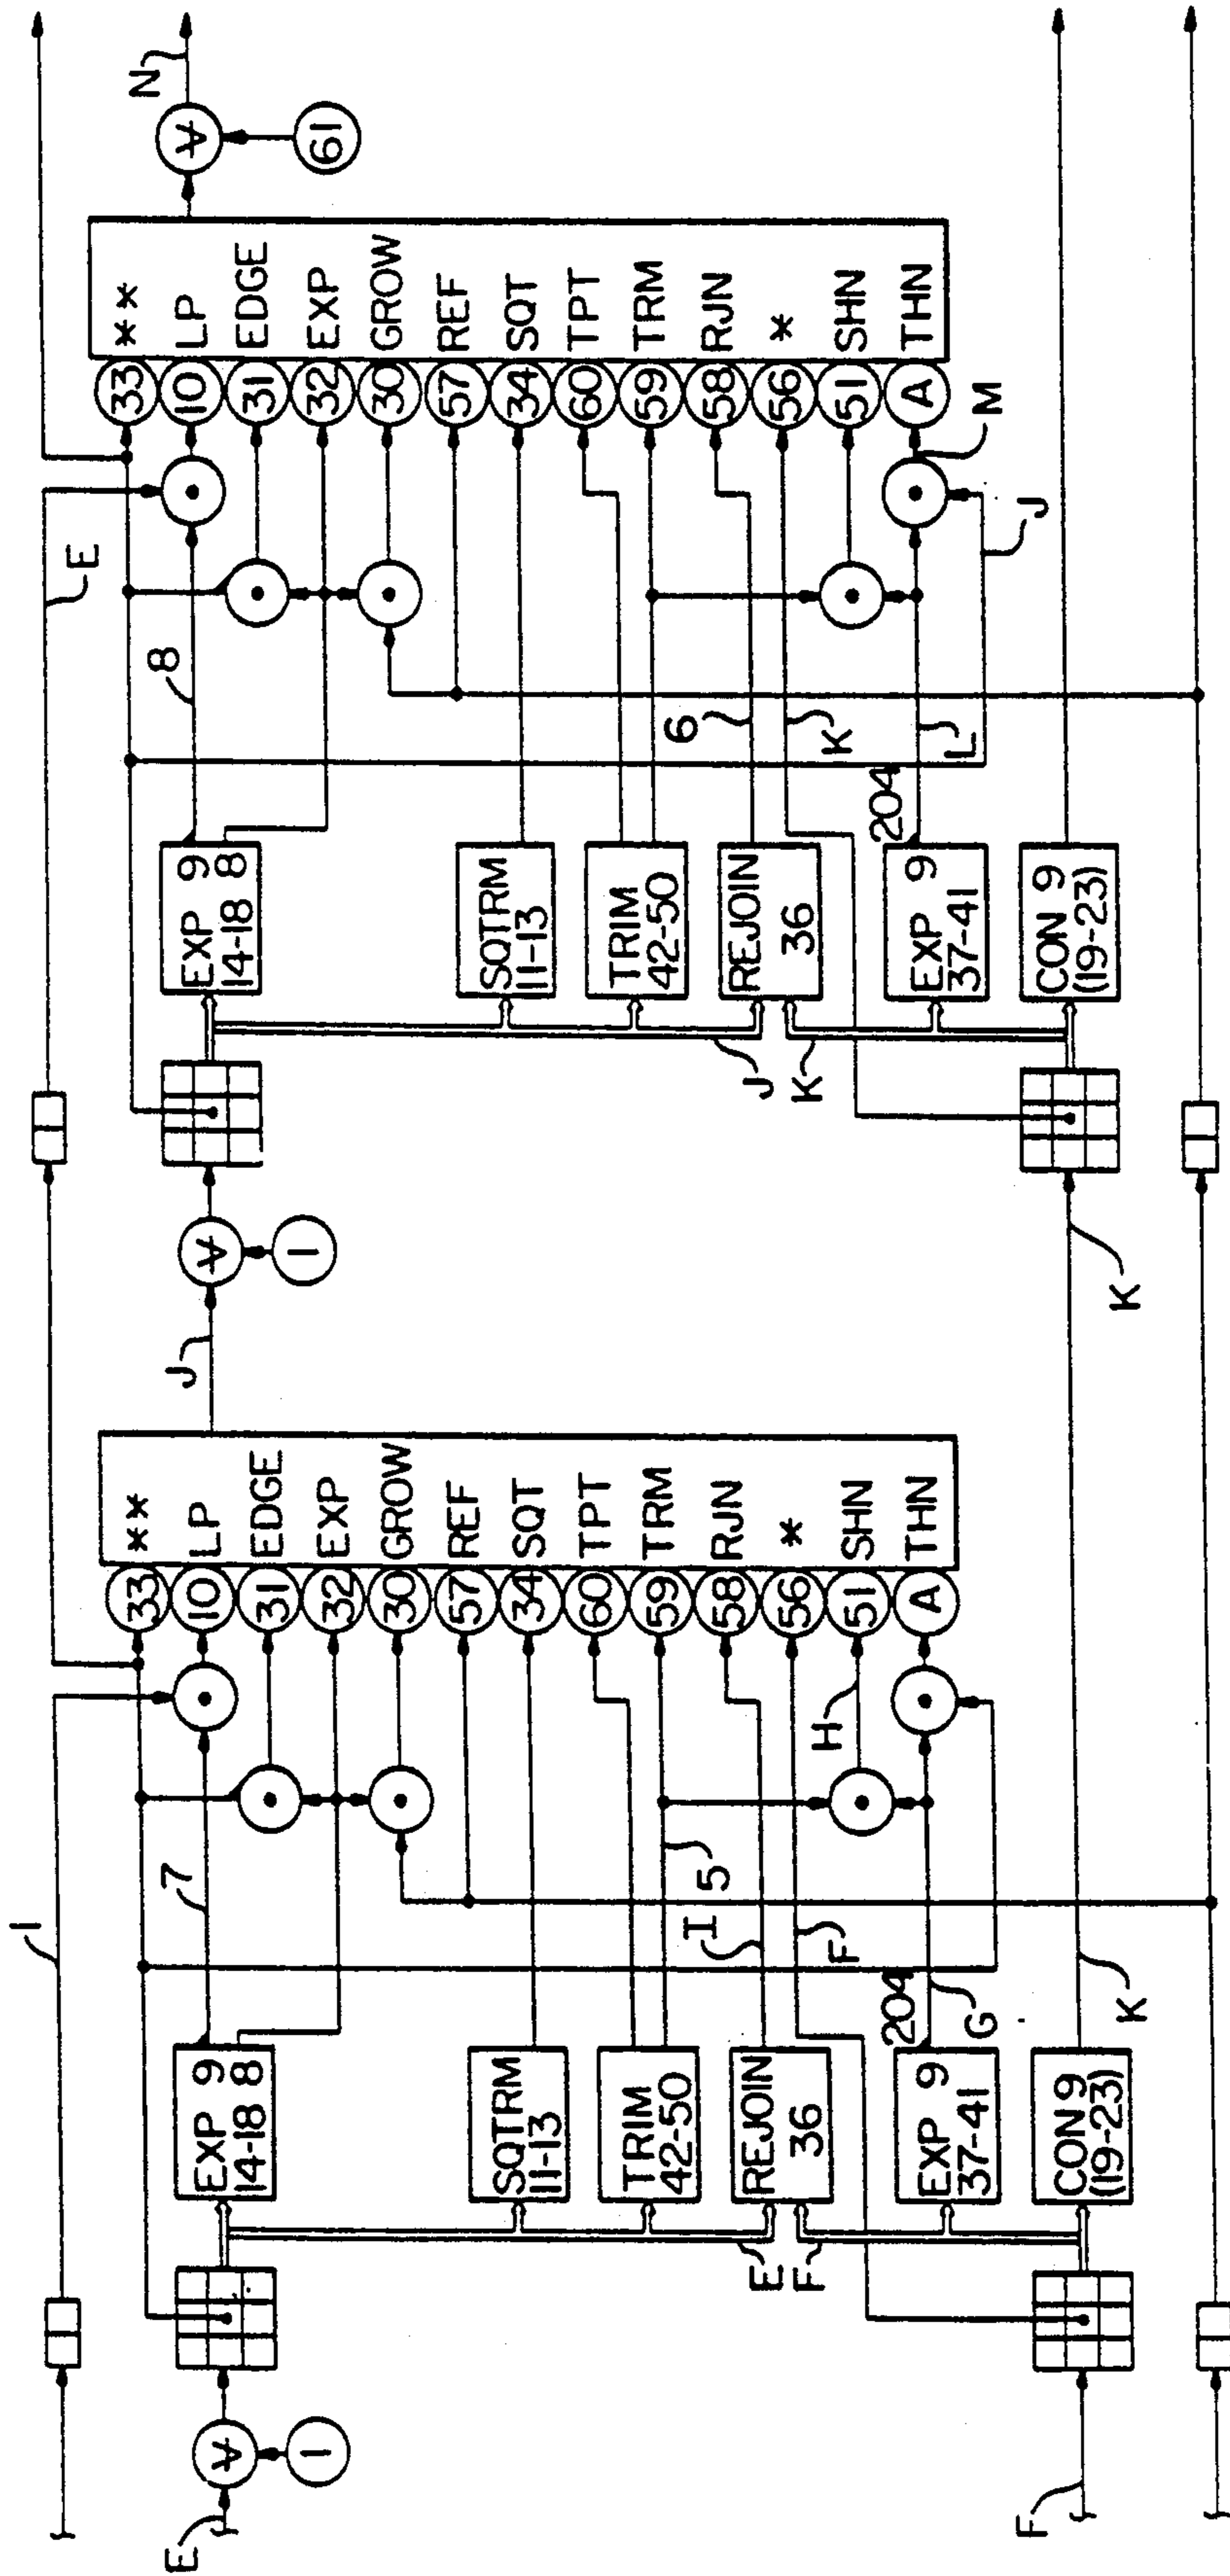 E
1
I
EXP 9
14-18 8
SQTRM
11-13
TRIM
42-50
REJOIN
36
EXP 9
37-41
204
CON 9
(19-23)
E
F
F
K
7
5
I
F
G
H
33 **
10 LP
31 EDGE
32 EXP
30 GROW
57 REF
34 SQT
60 TPT
59 TRM
58 RJN
56 *
51 SHN
A THN
J
1
K
E
EXP 9
14-18 8
SQTRM
11-13
TRIM
42-50
REJOIN
36
EXP 9
37-41
204
CON 9
(19-23)
J
K
8
6
K
L
J
M
33 **
10 LP
31 EDGE
32 EXP
30 GROW
57 REF
34 SQT
60 TPT
59 TRM
58 RJN
56 *
51 SHN
A THN
61
N